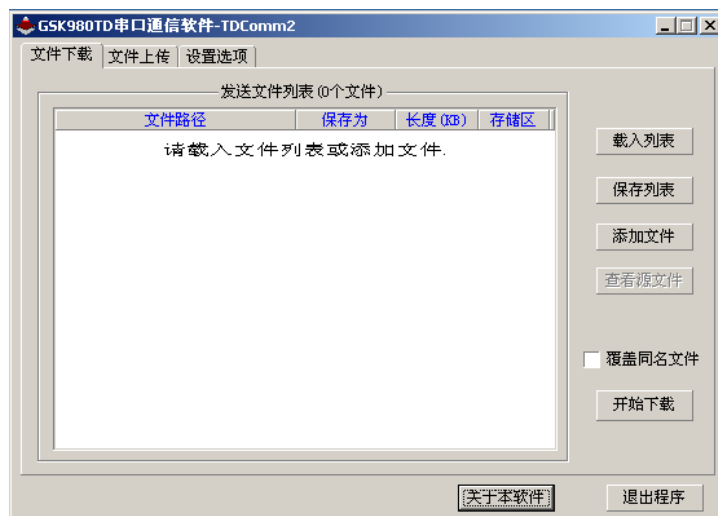 GSK980TD串口通信软件-TDComm2
文件下载 文件上传 设置选项
发送文件列表(0个文件)
文件路径 保存为 长度(KB) 存储区
请载入文件列表或添加文件.
载入列表
保存列表
添加文件
查看源文件
覆盖同名文件
开始下载
关于本软件 退出程序